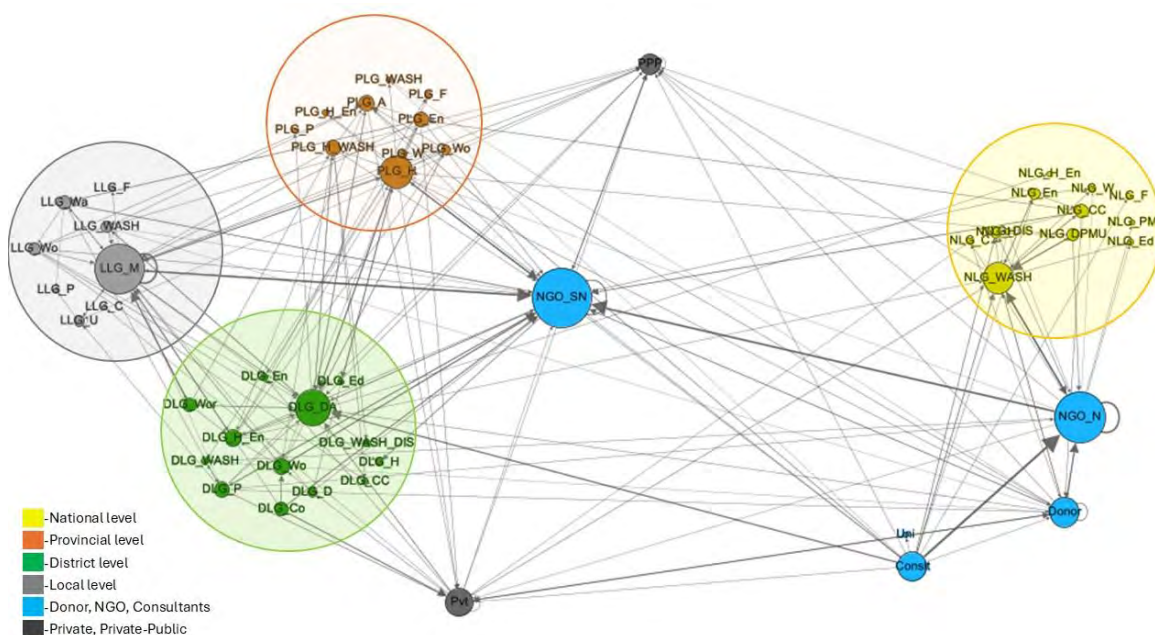 PPP
PLG_WASH
PLG_F
PLG_A
PLG_H_En
PLG_En
PLG_P
PLG_H_WASH
PLG_W
PLG_Wo
PLG_H
LLG_F
LLG_Wa
LLG_WASH
LLG_Wo
LLG_M
LLG_P
LLG_C
LLG_U
NLG_H_En
NLG_W
NLG_En
NLG_F
NLG_CC
NLG_PM
NLG_DPMU
NLG_C
NLG_Ed
NLG_WASH
NGO_SN
NGO_N
DLG_En
DLG_Ed
DLG_DA
DLG_Wor
DLG_H_En
DLG_WASH_DIS
DLG_WASH
DLG_Wo
DLG_H
DLG_CC
DLG_P
DLG_D
DLG_Co
Donor
Uni
Conslt
Pvt
-National level
-Provincial level
-District level
-Local level
-Donor, NGO, Consultants
-Private, Private-Public